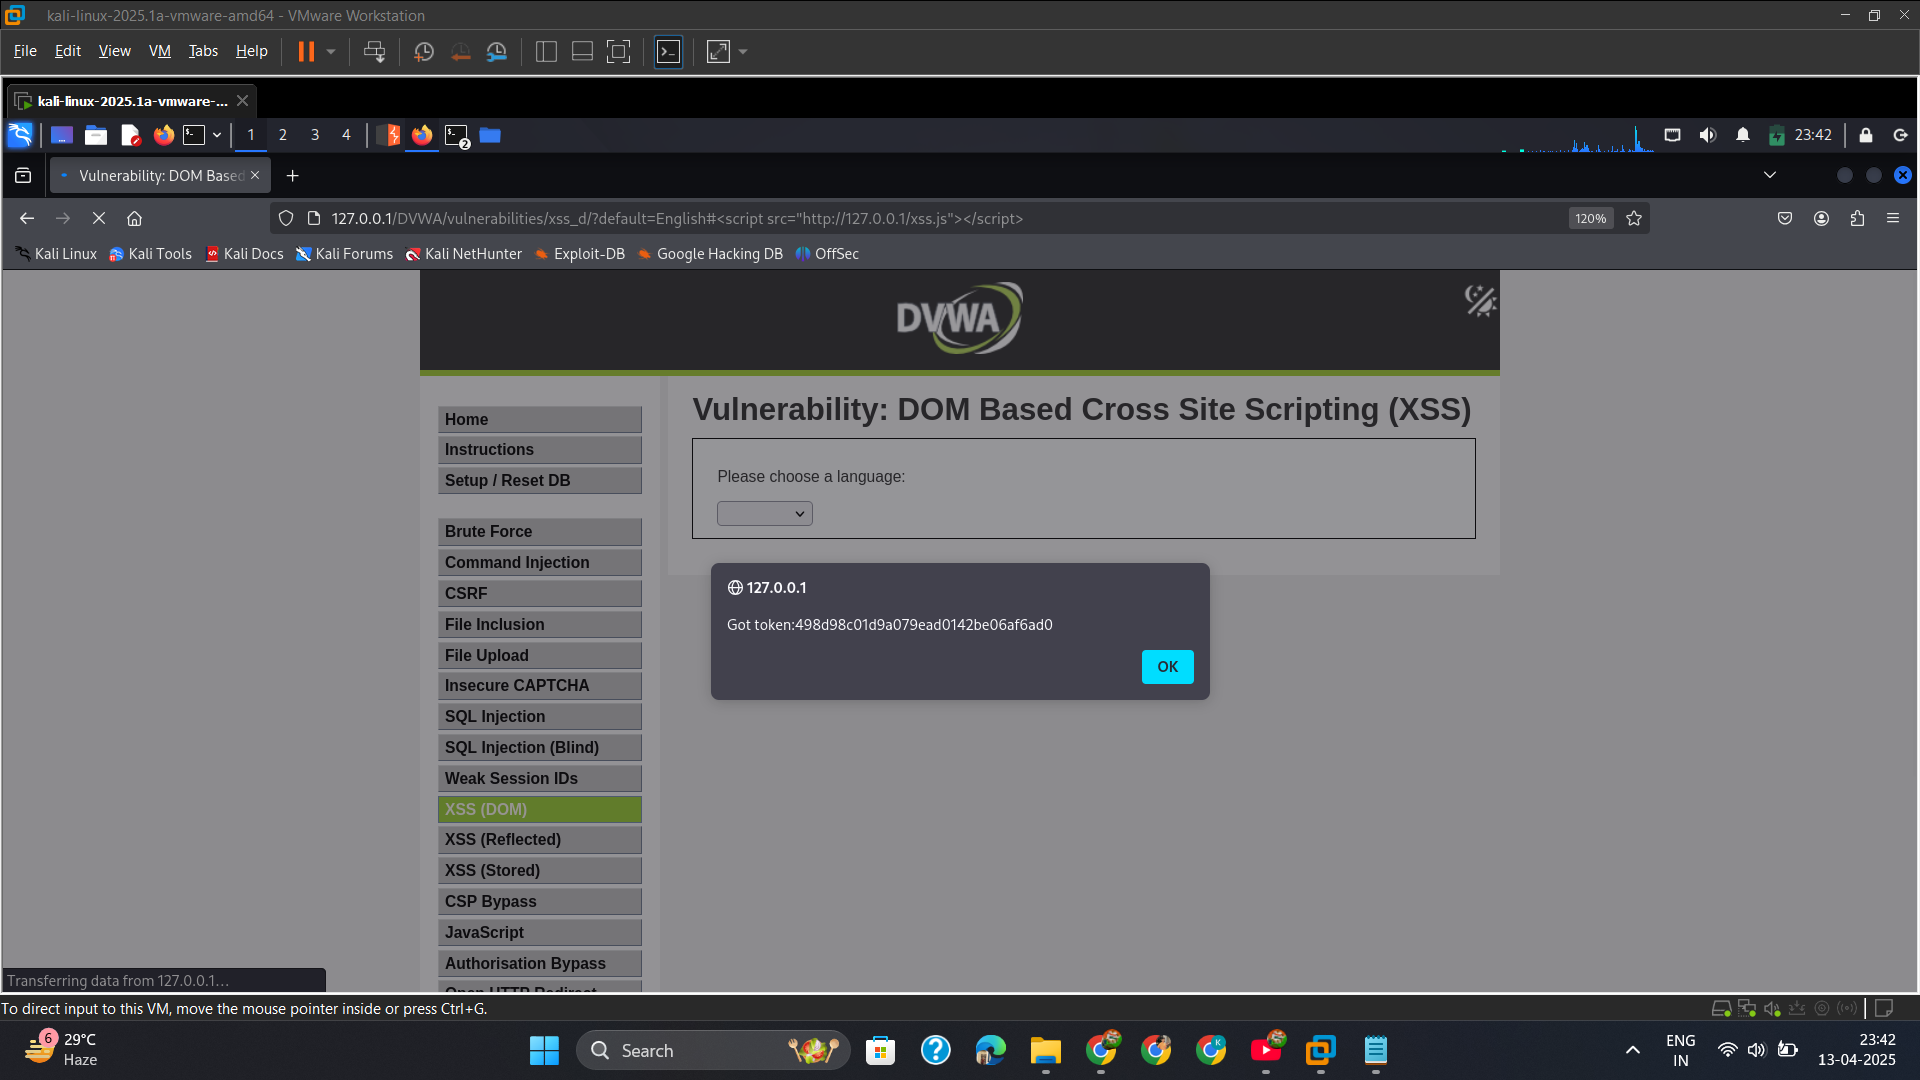 kali-linux-2025.1a-vmware-amd64 - VMware Workstation
File Edit View VM Tabs Help
kali-linux-2025.1a-vmware-...
1 2 3 4
2
23:42
Vulnerability: DOM Based
127.0.0.1/DVWA/vulnerabilities/xss_d/?default=English#<script src="http://127.0.0.1/xss.js"></script>
120%
Kali Linux Kali Tools Kali Docs Kali Forums Kali NetHunter Exploit-DB Google Hacking DB OffSec
DVWA
Home
Instructions
Setup / Reset DB
Brute Force
Command Injection
CSRF
File Inclusion
File Upload
Insecure CAPTCHA
SQL Injection
SQL Injection (Blind)
Weak Session IDs
XSS (DOM)
XSS (Reflected)
XSS (Stored)
CSP Bypass
JavaScript
Authorisation Bypass
Open HTTP Redirect
Vulnerability: DOM Based Cross Site Scripting (XSS)
Please choose a language:
127.0.0.1
Got token:498d98c01d9a079ead0142be06af6ad0
OK
Transferring data from 127.0.0.1...
To direct input to this VM, move the mouse pointer inside or press Ctrl+G.
6
29°C
Haze
Search
K
ENG
IN
23:42
13-04-2025